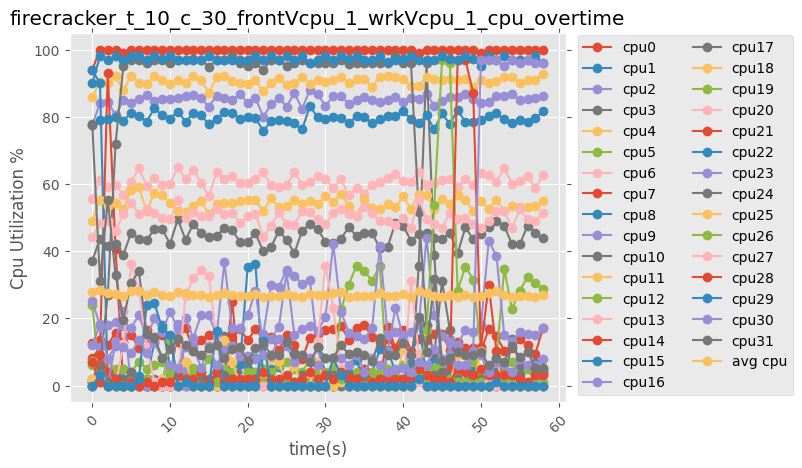 firecracker_t_10_c_30_frontVcpu_1_wrkVcpu_1_cpu_overtime
Cpu Utilization %
100
80
60
40
20
0
0
10
20
30
40
50
60
time(s)
cpu0
cpu1
cpu2
cpu3
cpu4
cpu5
cpu6
cpu7
cpu8
cpu9
cpu10
cpu11
cpu12
cpu13
cpu14
cpu15
cpu16
cpu17
cpu18
cpu19
cpu20
cpu21
cpu22
cpu23
cpu24
cpu25
cpu26
cpu27
cpu28
cpu29
cpu30
cpu31
avg cpu